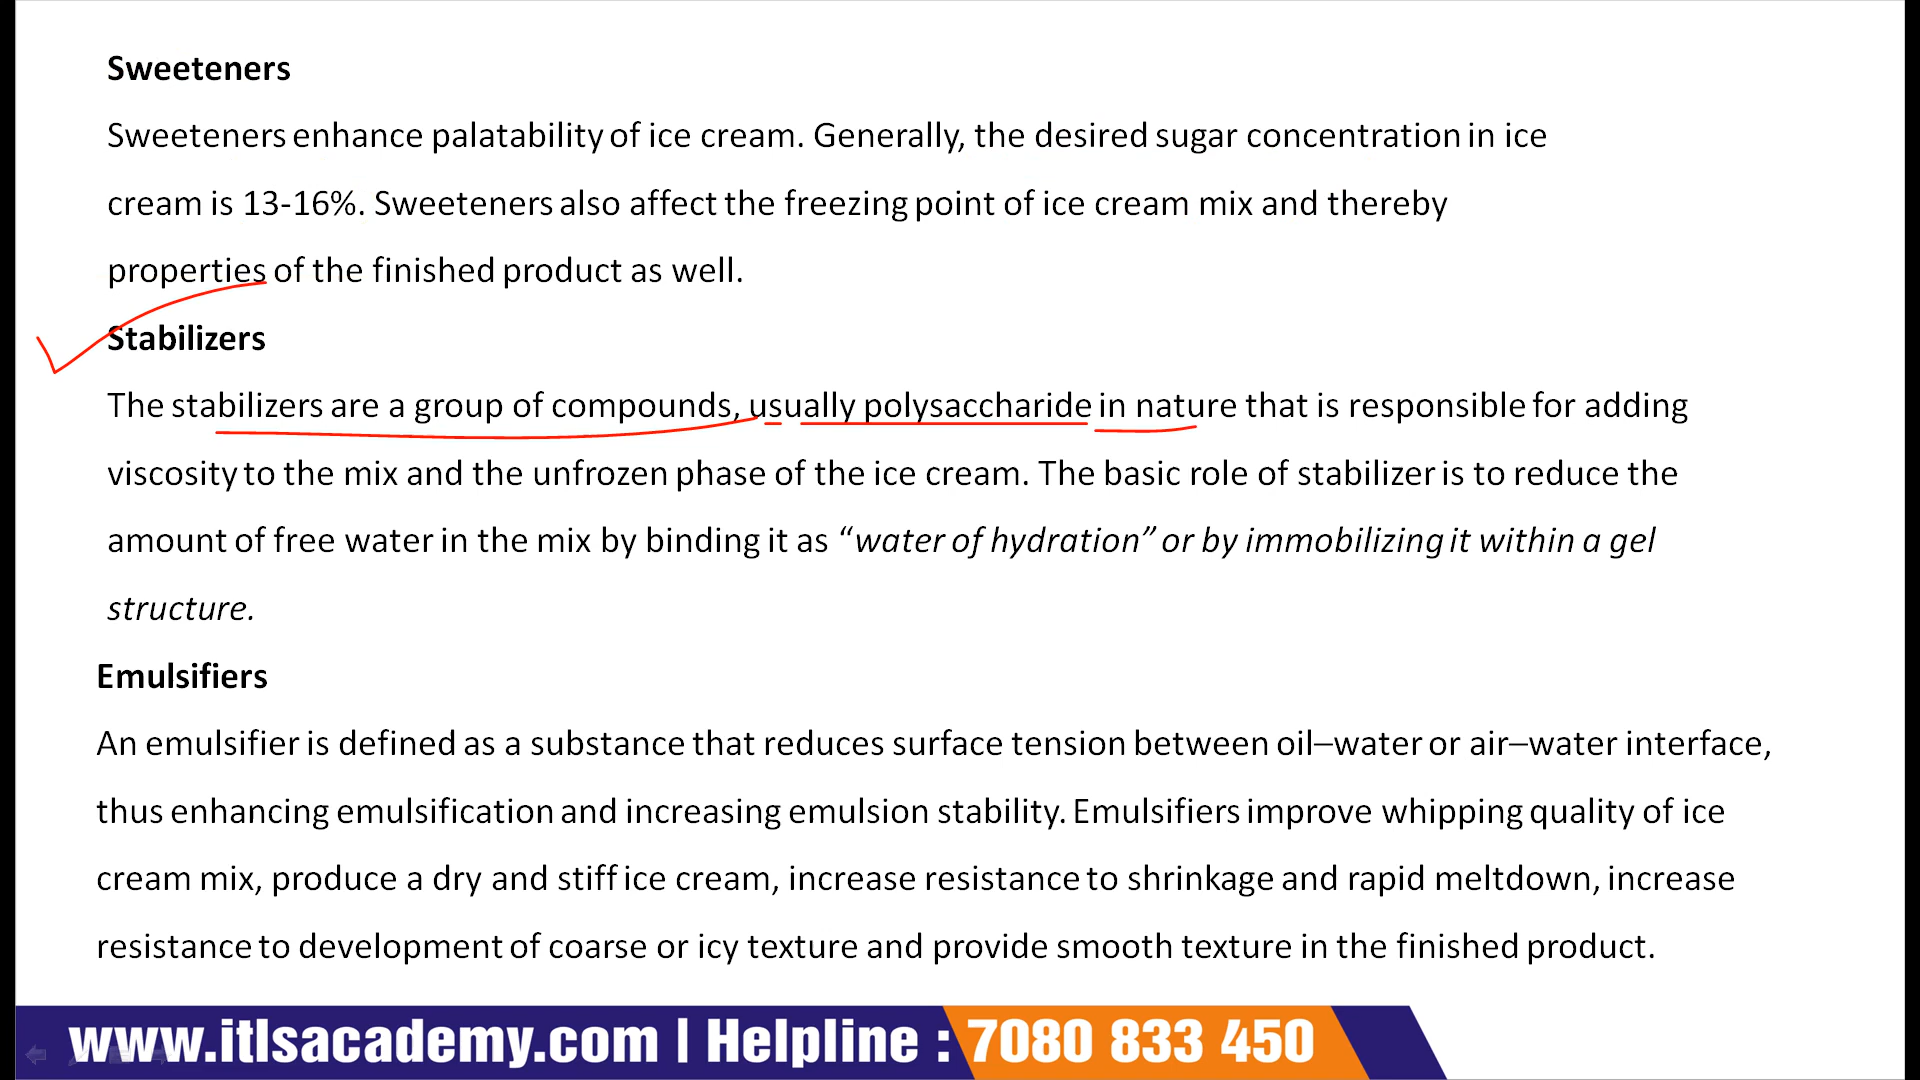 Sweeteners
Sweeteners enhance palatability of ice cream. Generally, the desired sugar concentration in ice
cream is 13-16%. Sweeteners also affect the freezing point of ice cream mix and thereby
properties of the finished product as well.
Stabilizers
The stabilizers are a group of compounds, usually polysaccharide in nature that is responsible for adding
viscosity to the mix and the unfrozen phase of the ice cream. The basic role of stabilizer is to reduce the
amount of free water in the mix by binding it as “water of hydration” or by immobilizing it within a gel
structure.
Emulsifiers
An emulsifier is defined as a substance that reduces surface tension between oil–water or air–water interface,
thus enhancing emulsification and increasing emulsion stability. Emulsifiers improve whipping quality of ice
cream mix, produce a dry and stiff ice cream, increase resistance to shrinkage and rapid meltdown, increase
resistance to development of coarse or icy texture and provide smooth texture in the finished product.
www.itlsacademy.com | Helpline : 7080 833 450